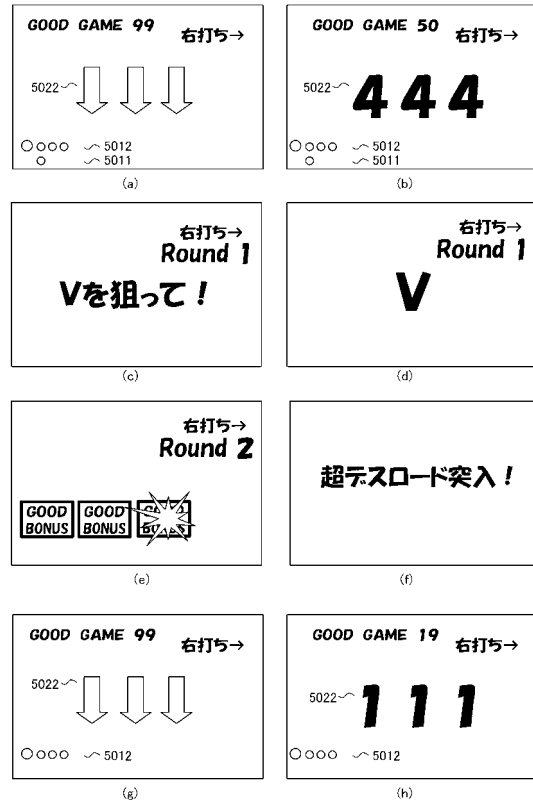 GOOD GAME 99
右打ち→
5022
5012
5011
(a)
GOOD GAME 50
右打ち→
5022
444
5012
5011
(b)
右打ち→
Round 1
Vを狙って！
(c)
右打ち→
Round 1
V
(d)
右打ち→
Round 2
GOOD BONUS
GOOD BONUS
(e)
超デスロード突入！
(f)
GOOD GAME 99
右打ち→
5022
5012
(g)
GOOD GAME 19
右打ち→
5022
111
5012
(h)